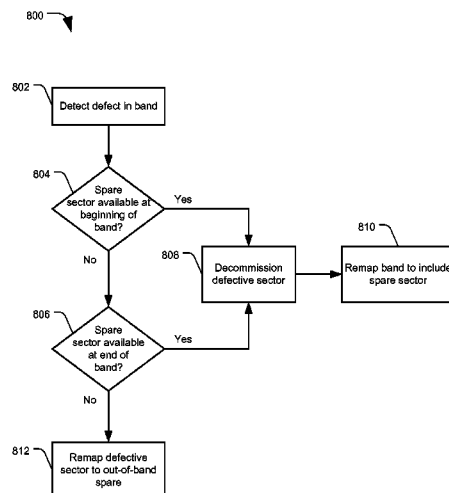 800
802
Detect defect in band
804
Spare
sector available at
beginning of
band?
Yes
No
808
Decommission
defective sector
810
Remap band to include
spare sector
806
Spare
sector available
at end of
band?
Yes
No
812
Remap defective
sector to out-of-band
spare